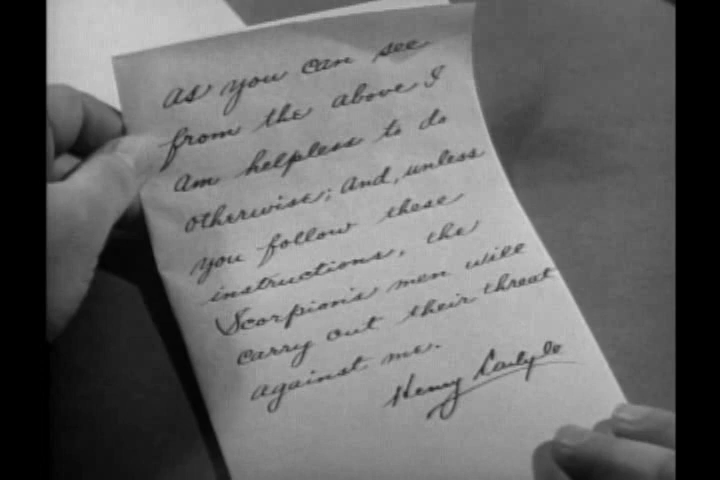 as you can see
from the above I
am helpless to do
otherwise; and, unless
you follow these
instructions, the
Scorpion's men will
carry out their threat
against me.
Henry Carlyle